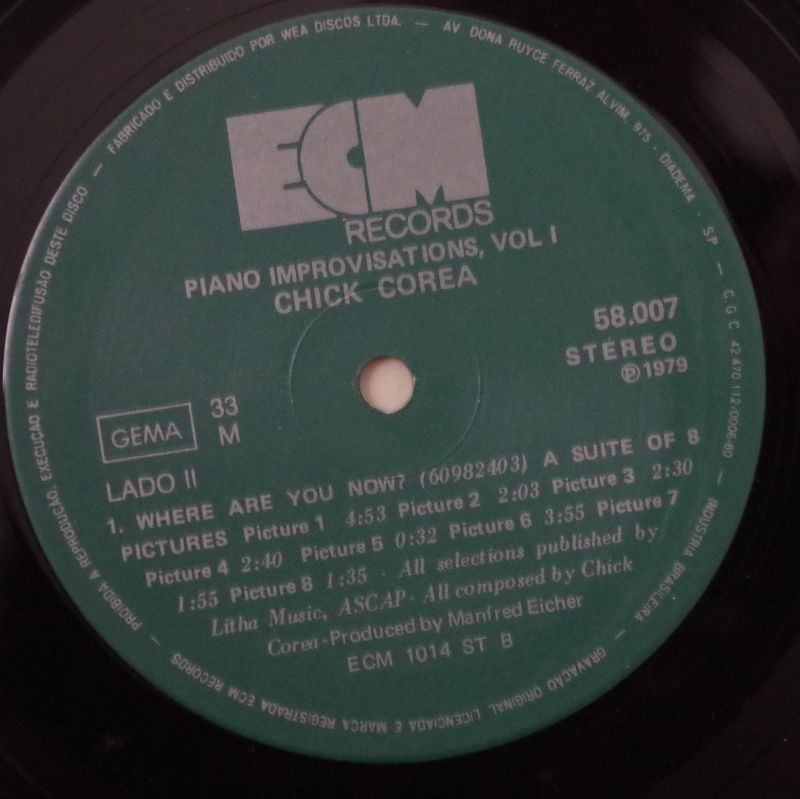 FABRICADO E DISTRIBUIDO POR WEA DISCOS LTDA. — AV DONA RUYCE FERRAZ ALVIM, 975 - DIADEMA - SP — C.G.C 42.470.112/0006-60 — INDÚSTRIA BRASILEIRA
ECM
RECORDS
PIANO IMPROVISATIONS, VOL I
CHICK COREA
58.007
STEREO
℗1979
GEMA
33
M
LADO II
1. WHERE ARE YOU NOW? (60982403) A SUITE OF 8
PICTURES Picture 1 4:53 Picture 2 2:03 Picture 3 2:30
Picture 4 2:40 Picture 5 0:32 Picture 6 3:55 Picture 7
1:55 Picture 8 1:35 - All selections published by
Litha Music, ASCAP - All composed by Chick
Corea - Produced by Manfred Eicher
ECM 1014 ST B
GRAVAÇÃO ORIGINAL LICENCIADA E MARCA REGISTRADA ECM RECORDS — PROIBIDA A REPRODUÇÃO, EXECUÇÃO E RADIOTELEDIFUSÃO DESTE DISCO —